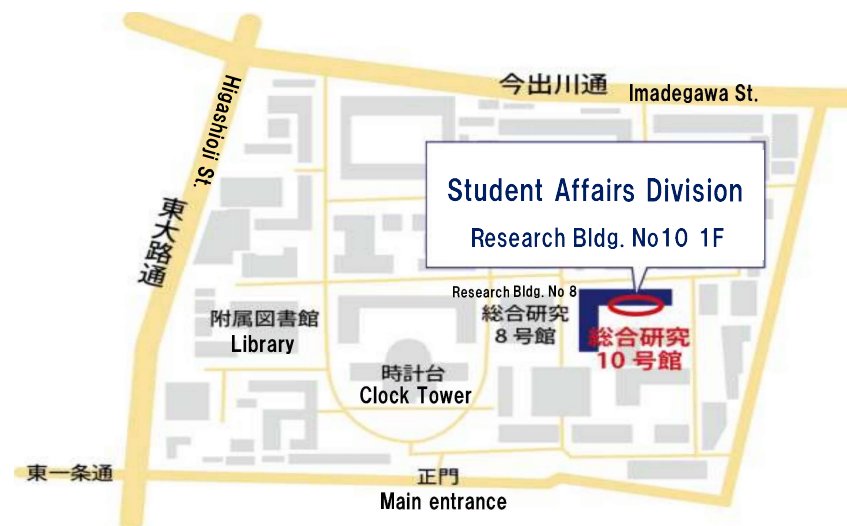 今出川通
Imadegawa St.
Higashioji St.
東大路通
Student Affairs Division
Research Bldg. No10 1F
Research Bldg. No 8
総合研究
8号館
総合研究
10号館
附属図書館
Library
時計台
Clock Tower
東一条通
正門
Main entrance